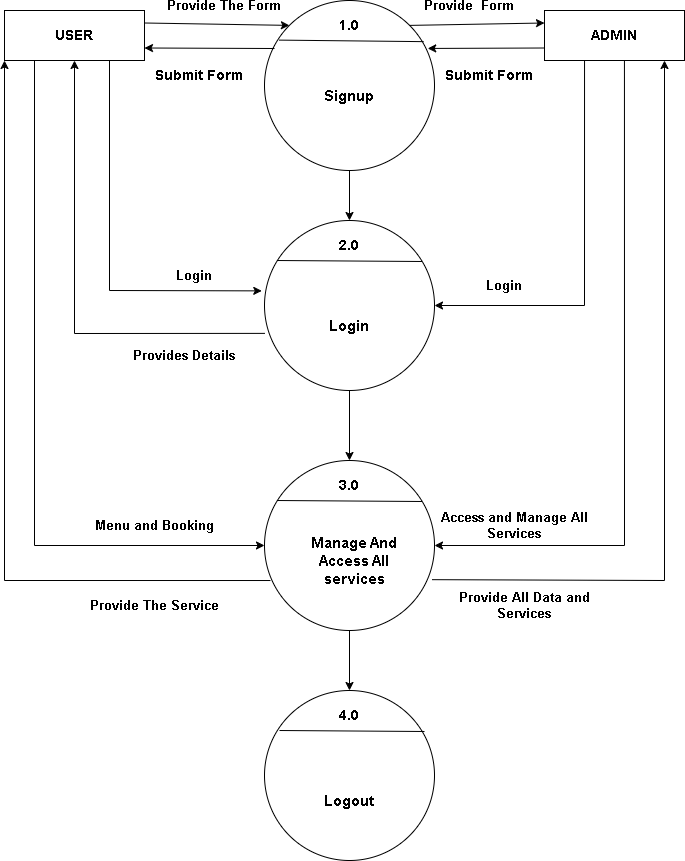 Provide The Form
Provide Form
USER
1.0
ADMIN
Submit Form
Submit Form
Signup
2.0
Login
Login
Login
Provides Details
3.0
Menu and Booking
Access and Manage All
Services
Manage And
Access All
services
Provide The Service
Provide All Data and
Services
4.0
Logout